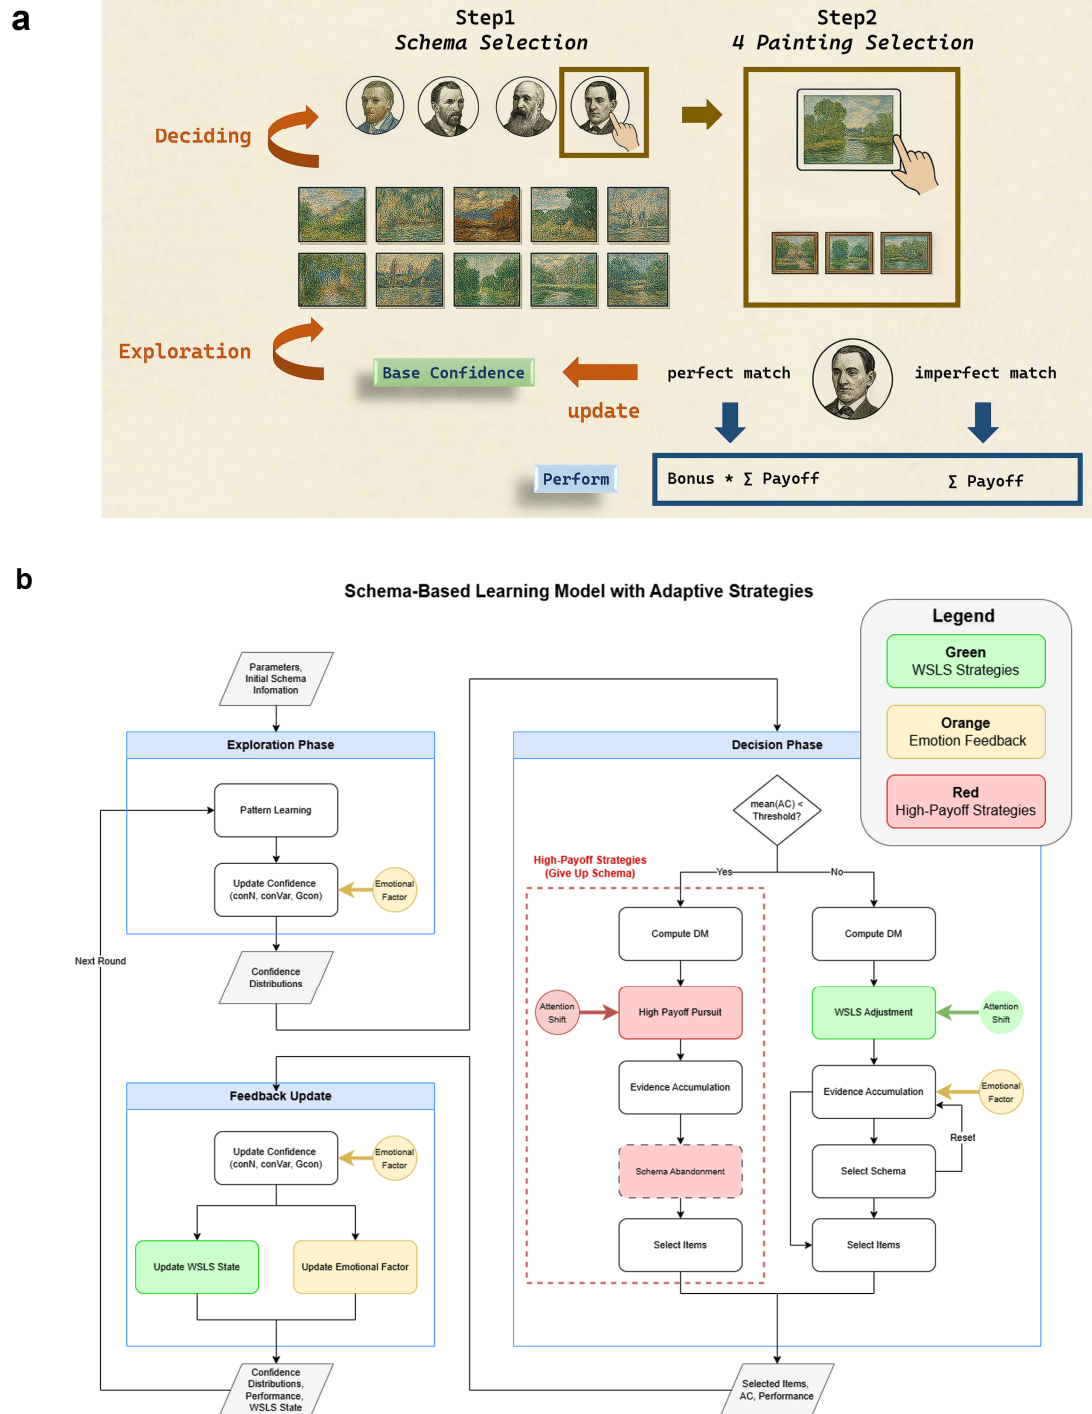 a
Step1
Schema Selection
Step2
4 Painting Selection
Deciding
Exploration
Base Confidence
update
perfect match
imperfect match
Perform
Bonus * Σ Payoff
Σ Payoff
b
Schema-Based Learning Model with Adaptive Strategies
Legend
Green
WSLS Strategies
Orange
Emotion Feedback
Red
High-Payoff Strategies
Parameters,
Initial Schema
Infomation
Exploration Phase
Pattern Learning
Update Confidence
(conN, conVar, Gcon)
Emotional
Factor
Confidence
Distributions
Next Round
Decision Phase
mean(AC) <
Threshold?
Yes
No
High-Payoff Strategies
(Give Up Schema)
Compute DM
Attention
Shift
High Payoff Pursuit
Evidence Accumulation
Schema Abandonment
Select Items
Compute DM
WSLS Adjustment
Attention
Shift
Evidence Accumulation
Emotional
Factor
Reset
Select Schema
Select Items
Feedback Update
Update Confidence
(conN, conVar, Gcon)
Emotional
Factor
Update WSLS State
Update Emotional Factor
Confidence
Distributions,
Performance,
WSLS State
Selected Items,
AC, Performance